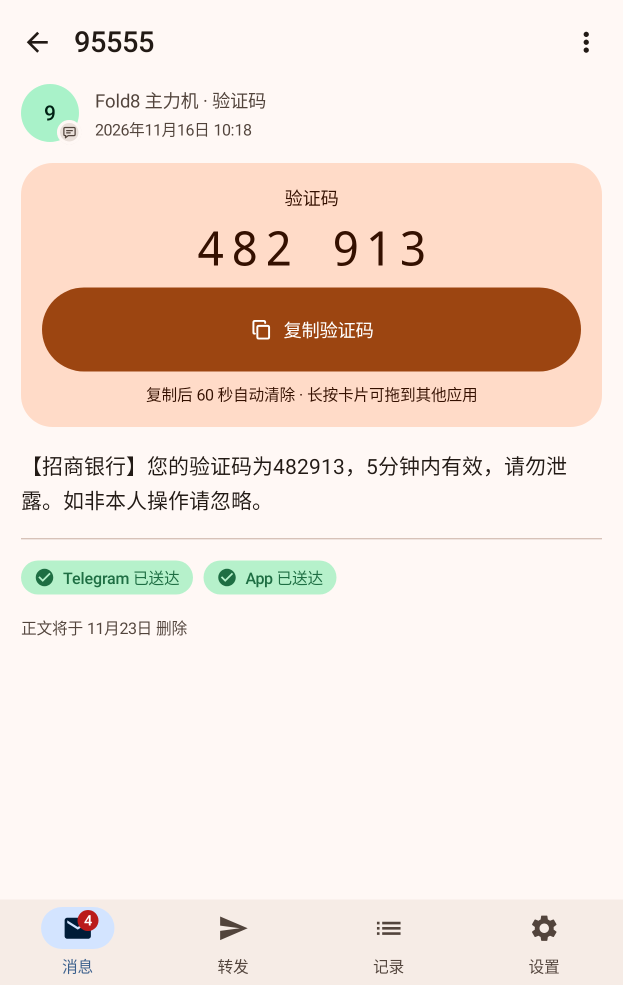 95555
9
Fold8 主力机 · 验证码
2026年11月16日 10:18
验证码
482 913
复制验证码
复制后 60 秒自动清除 · 长按卡片可拖到其他应用
【招商银行】您的验证码为482913，5分钟内有效，请勿泄
露。如非本人操作请忽略。
Telegram 已送达
App 已送达
正文将于 11月23日 删除
4
消息
转发
记录
设置